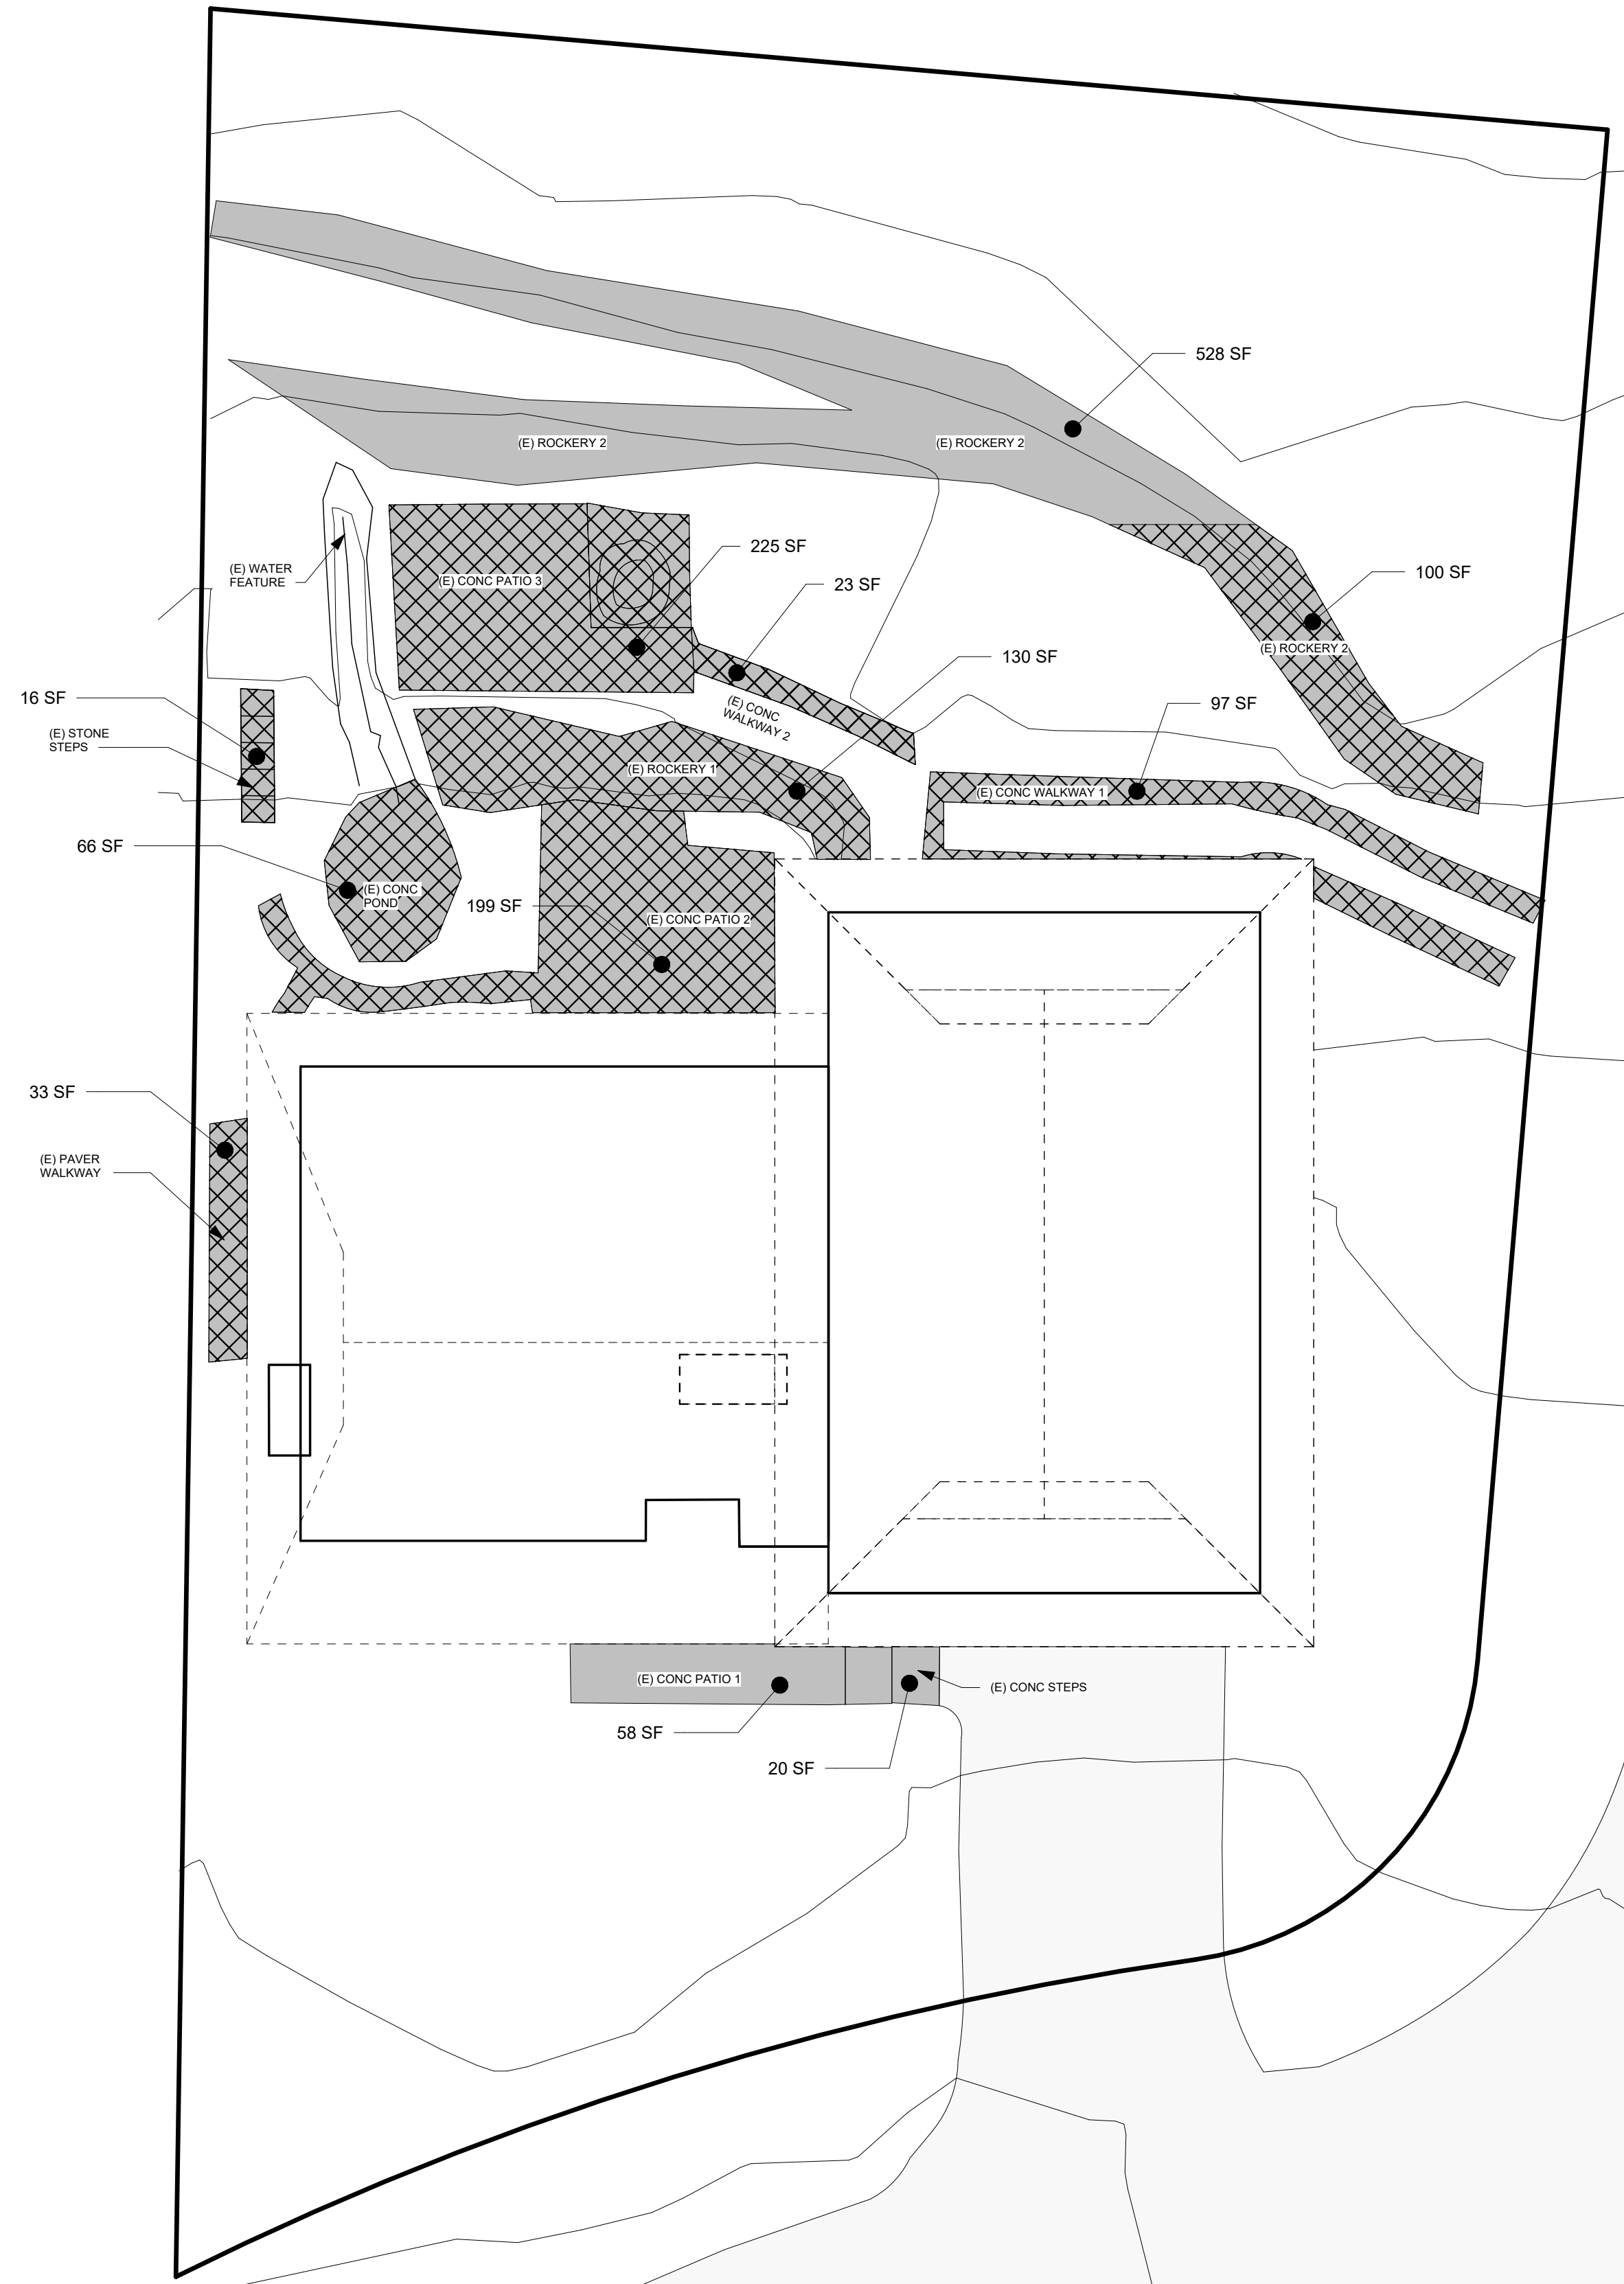 528 SF
(E) ROCKERY 2
(E) ROCKERY 2
225 SF
(E) WATER
FEATURE
(E) CONC PATIO 3
23 SF
100 SF
(E) ROCKERY 2
130 SF
16 SF
(E) CONC
WALKWAY 2
97 SF
(E) STONE
STEPS
(E) ROCKERY 1
(E) CONC WALKWAY 1
66 SF
(E) CONC
POND
199 SF
(E) CONC PATIO 2
33 SF
(E) PAVER
WALKWAY
(E) CONC PATIO 1
(E) CONC STEPS
58 SF
20 SF